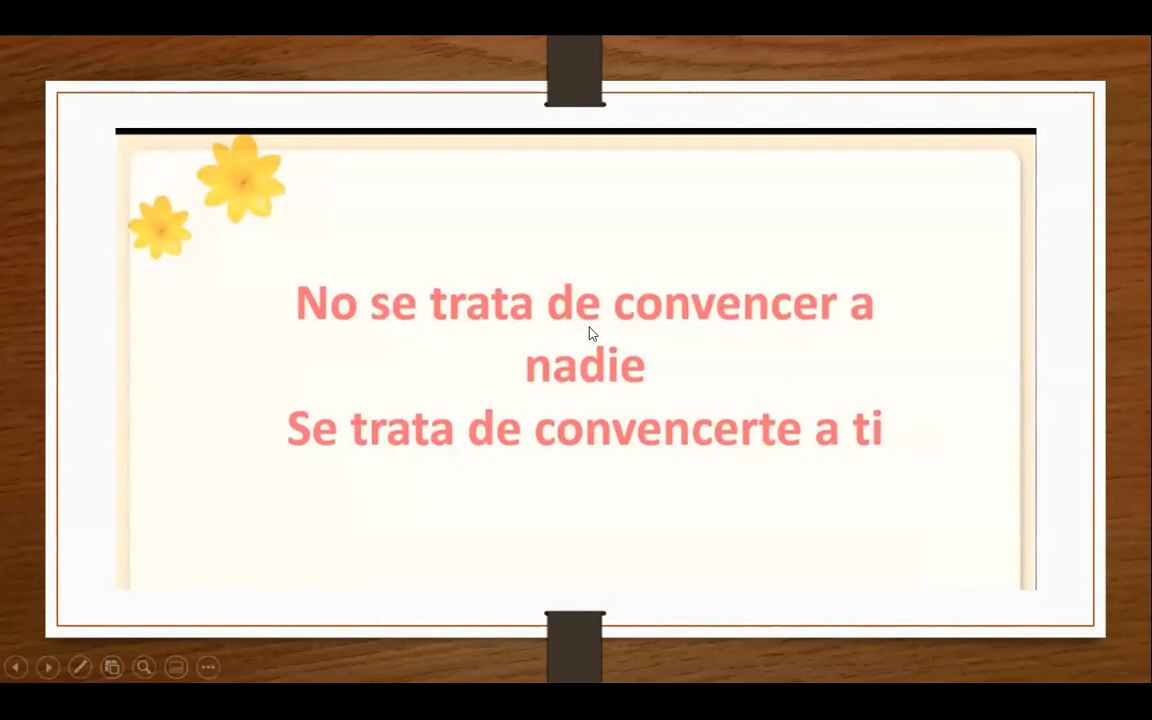 No se trata de convencer a
nadie
Se trata de convencerte a ti